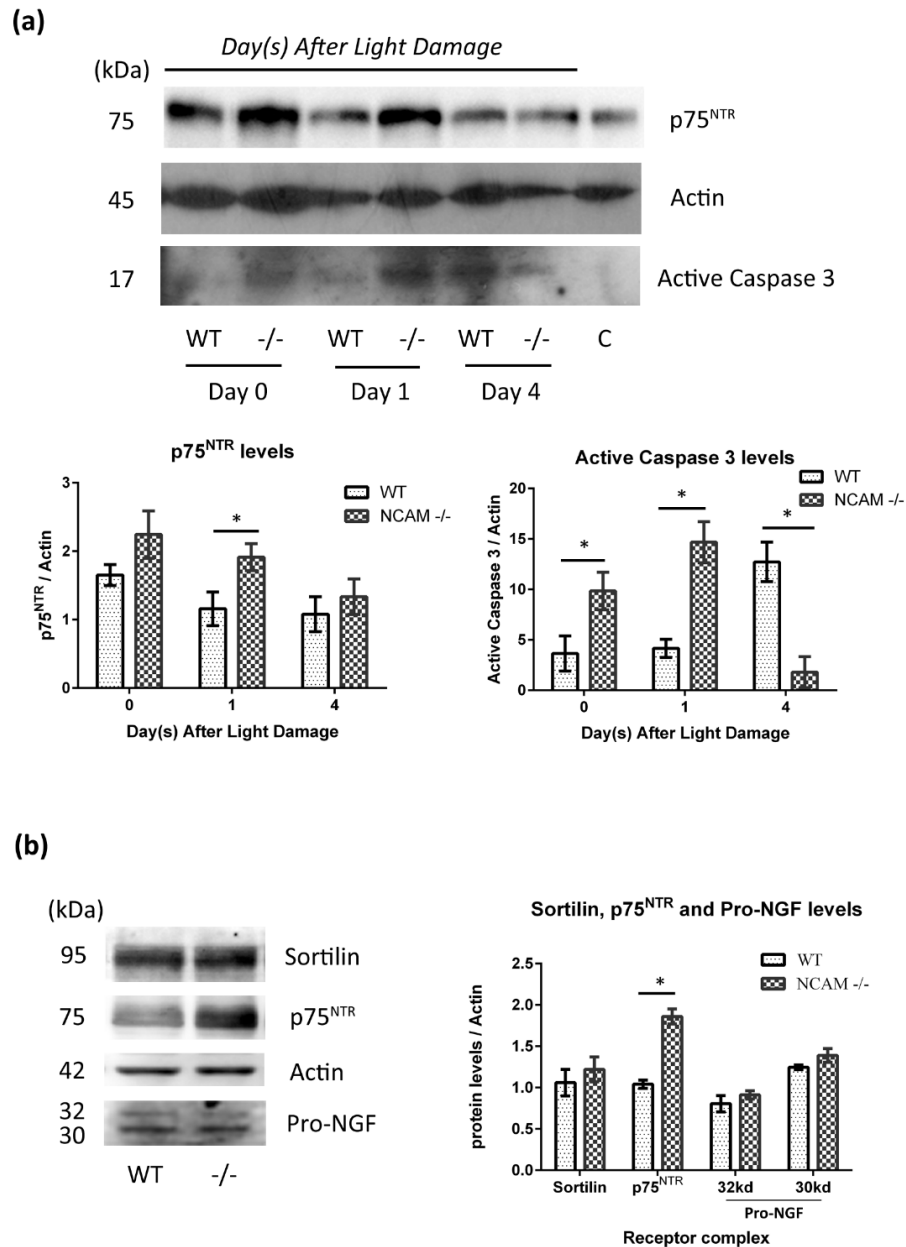 (a)
Day(s) After Light Damage
(kDa)
75 p75NTR
45 Actin
17 Active Caspase 3
WT -/- WT -/- WT -/- C
Day 0 Day 1 Day 4
p75NTR levels
WT
NCAM -/-
3
2
1
0
*
p75NTR / Actin
0 1 4
Day(s) After Light Damage
Active Caspase 3 levels
WT
NCAM -/-
20
15
10
5
0
* * *
Active Caspase 3 / Actin
0 1 4
Day(s) After Light Damage
(b)
(kDa)
95 Sortilin
75 p75NTR
42 Actin
32
30 Pro-NGF
WT -/-
Sortilin, p75NTR and Pro-NGF levels
WT
NCAM -/-
2.5
2.0
1.5
1.0
0.5
0.0
*
protein levels / Actin
Sortilin p75NTR 32kd 30kd
Pro-NGF
Receptor complex